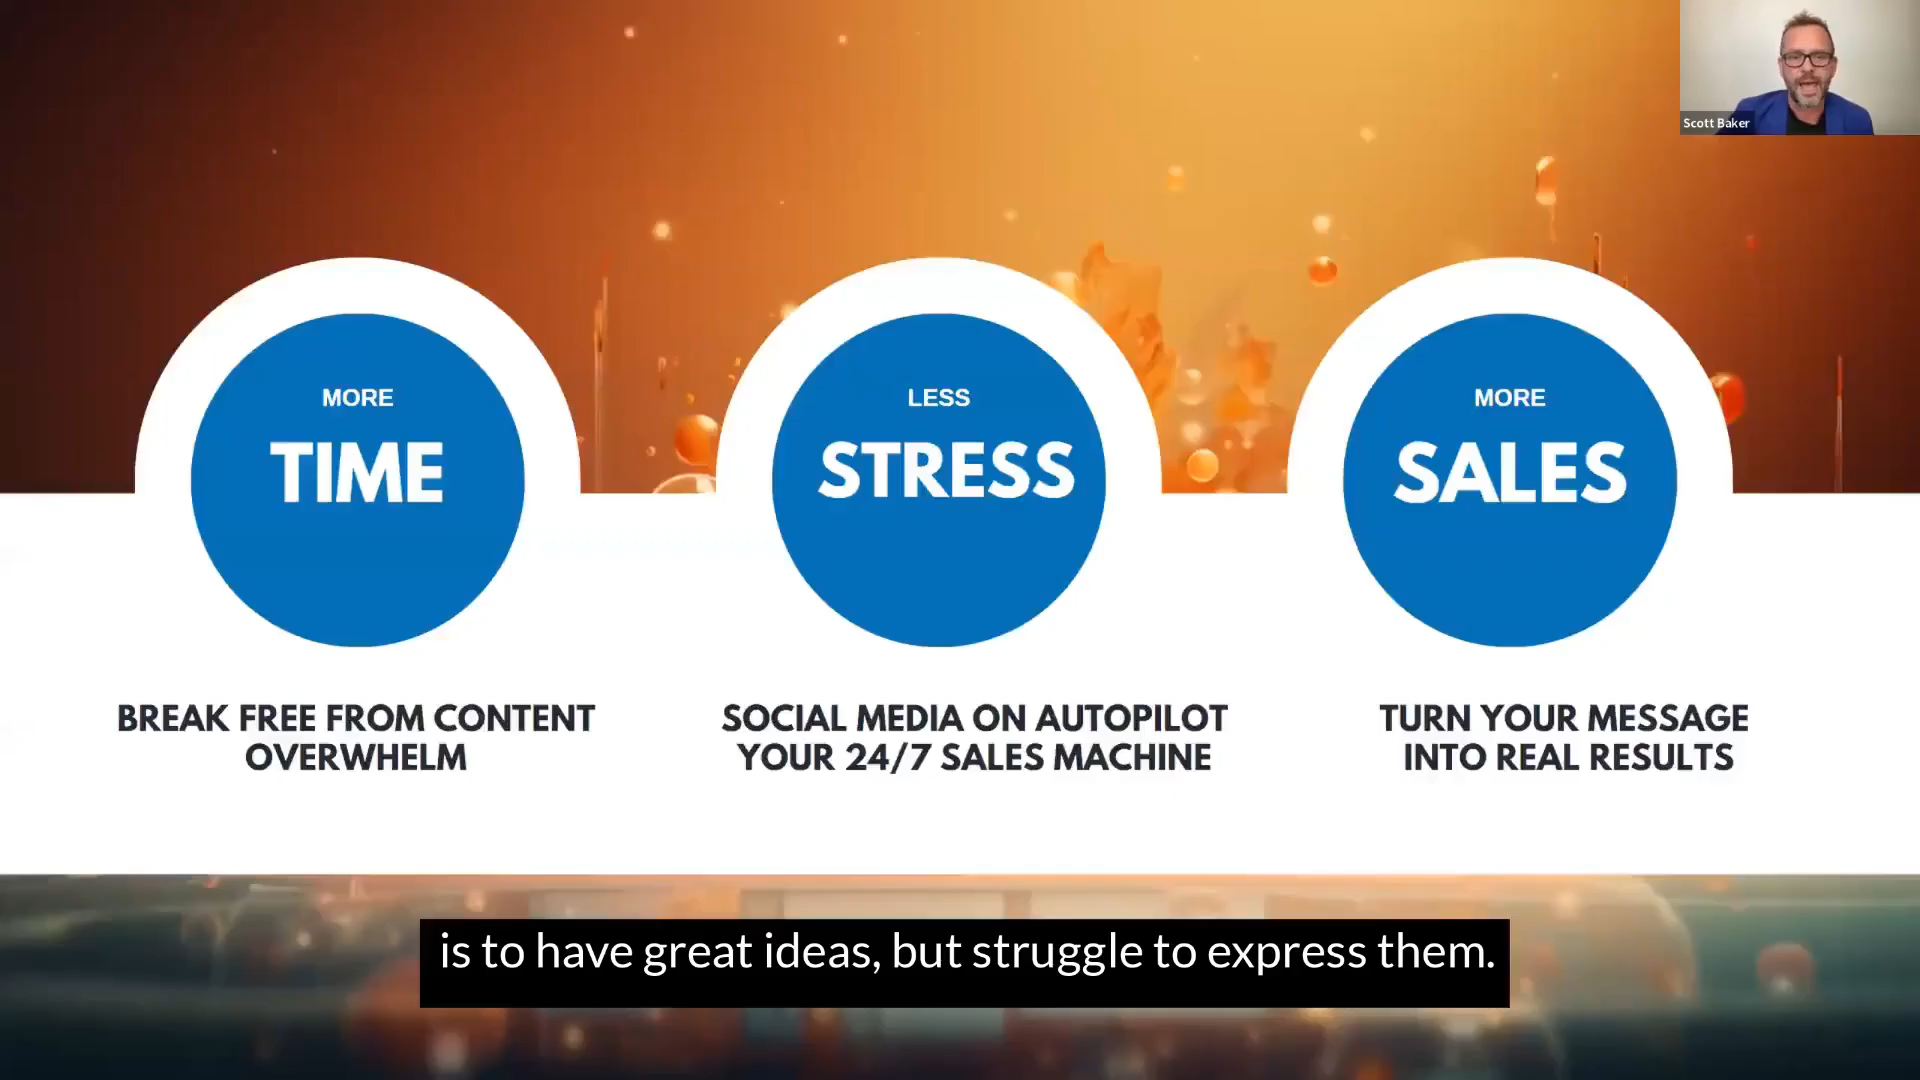 Scott Baker
MORE
TIME
LESS
STRESS
MORE
SALES
BREAK FREE FROM CONTENT
OVERWHELM
SOCIAL MEDIA ON AUTOPILOT
YOUR 24/7 SALES MACHINE
TURN YOUR MESSAGE
INTO REAL RESULTS
is to have great ideas, but struggle to express them.